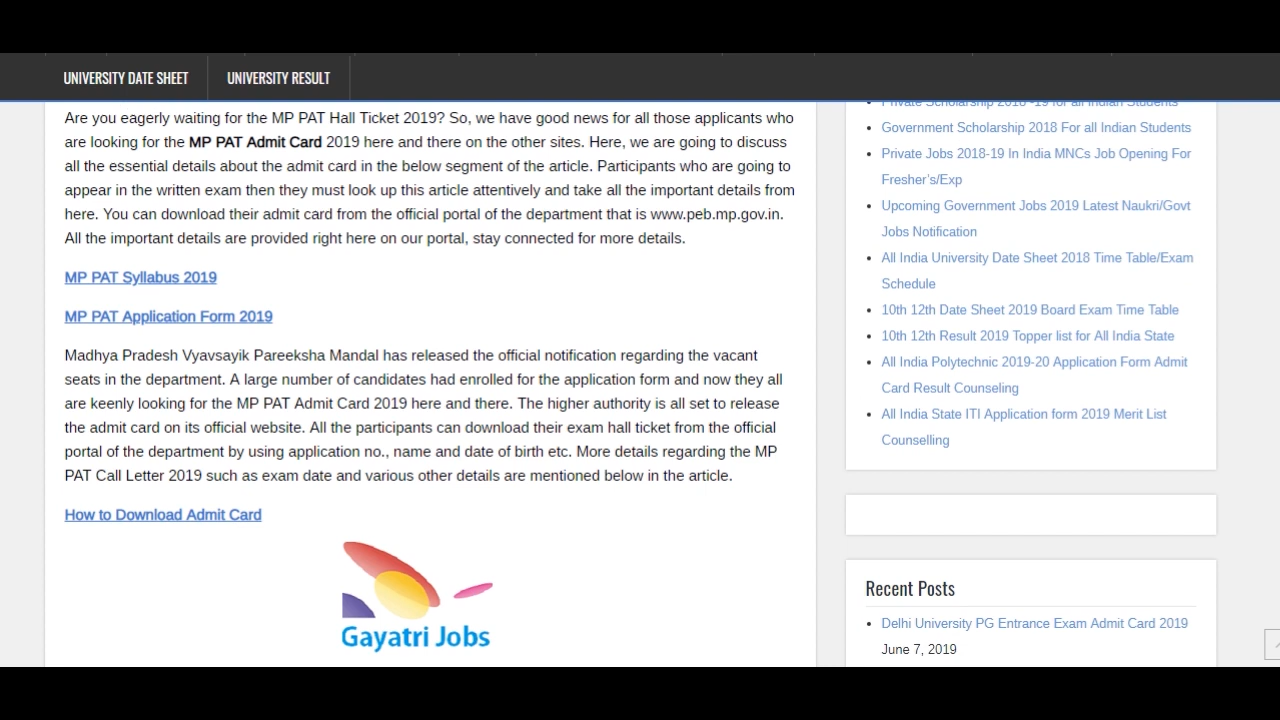 UNIVERSITY DATE SHEET
UNIVERSITY RESULT
Are you eagerly waiting for the MP PAT Hall Ticket 2019? So, we have good news for all those applicants who
are looking for the MP PAT Admit Card 2019 here and there on the other sites. Here, we are going to discuss
all the essential details about the admit card in the below segment of the article. Participants who are going to
appear in the written exam then they must look up this article attentively and take all the important details from
here. You can download their admit card from the official portal of the department that is www.peb.mp.gov.in.
All the important details are provided right here on our portal, stay connected for more details.
MP PAT Syllabus 2019
MP PAT Application Form 2019
Madhya Pradesh Vyavsayik Pareeksha Mandal has released the official notification regarding the vacant
seats in the department. A large number of candidates had enrolled for the application form and now they all
are keenly looking for the MP PAT Admit Card 2019 here and there. The higher authority is all set to release
the admit card on its official website. All the participants can download their exam hall ticket from the official
portal of the department by using application no., name and date of birth etc. More details regarding the MP
PAT Call Letter 2019 such as exam date and various other details are mentioned below in the article.
How to Download Admit Card
Gayatri Jobs
Private Scholarship 2018 -19 for all Indian Students
Government Scholarship 2018 For all Indian Students
Private Jobs 2018-19 In India MNCs Job Opening For
Fresher's/Exp
Upcoming Government Jobs 2019 Latest Naukri/Govt
Jobs Notification
All India University Date Sheet 2018 Time Table/Exam
Schedule
10th 12th Date Sheet 2019 Board Exam Time Table
10th 12th Result 2019 Topper list for All India State
All India Polytechnic 2019-20 Application Form Admit
Card Result Counseling
All India State ITI Application form 2019 Merit List
Counselling
Recent Posts
Delhi University PG Entrance Exam Admit Card 2019
June 7, 2019